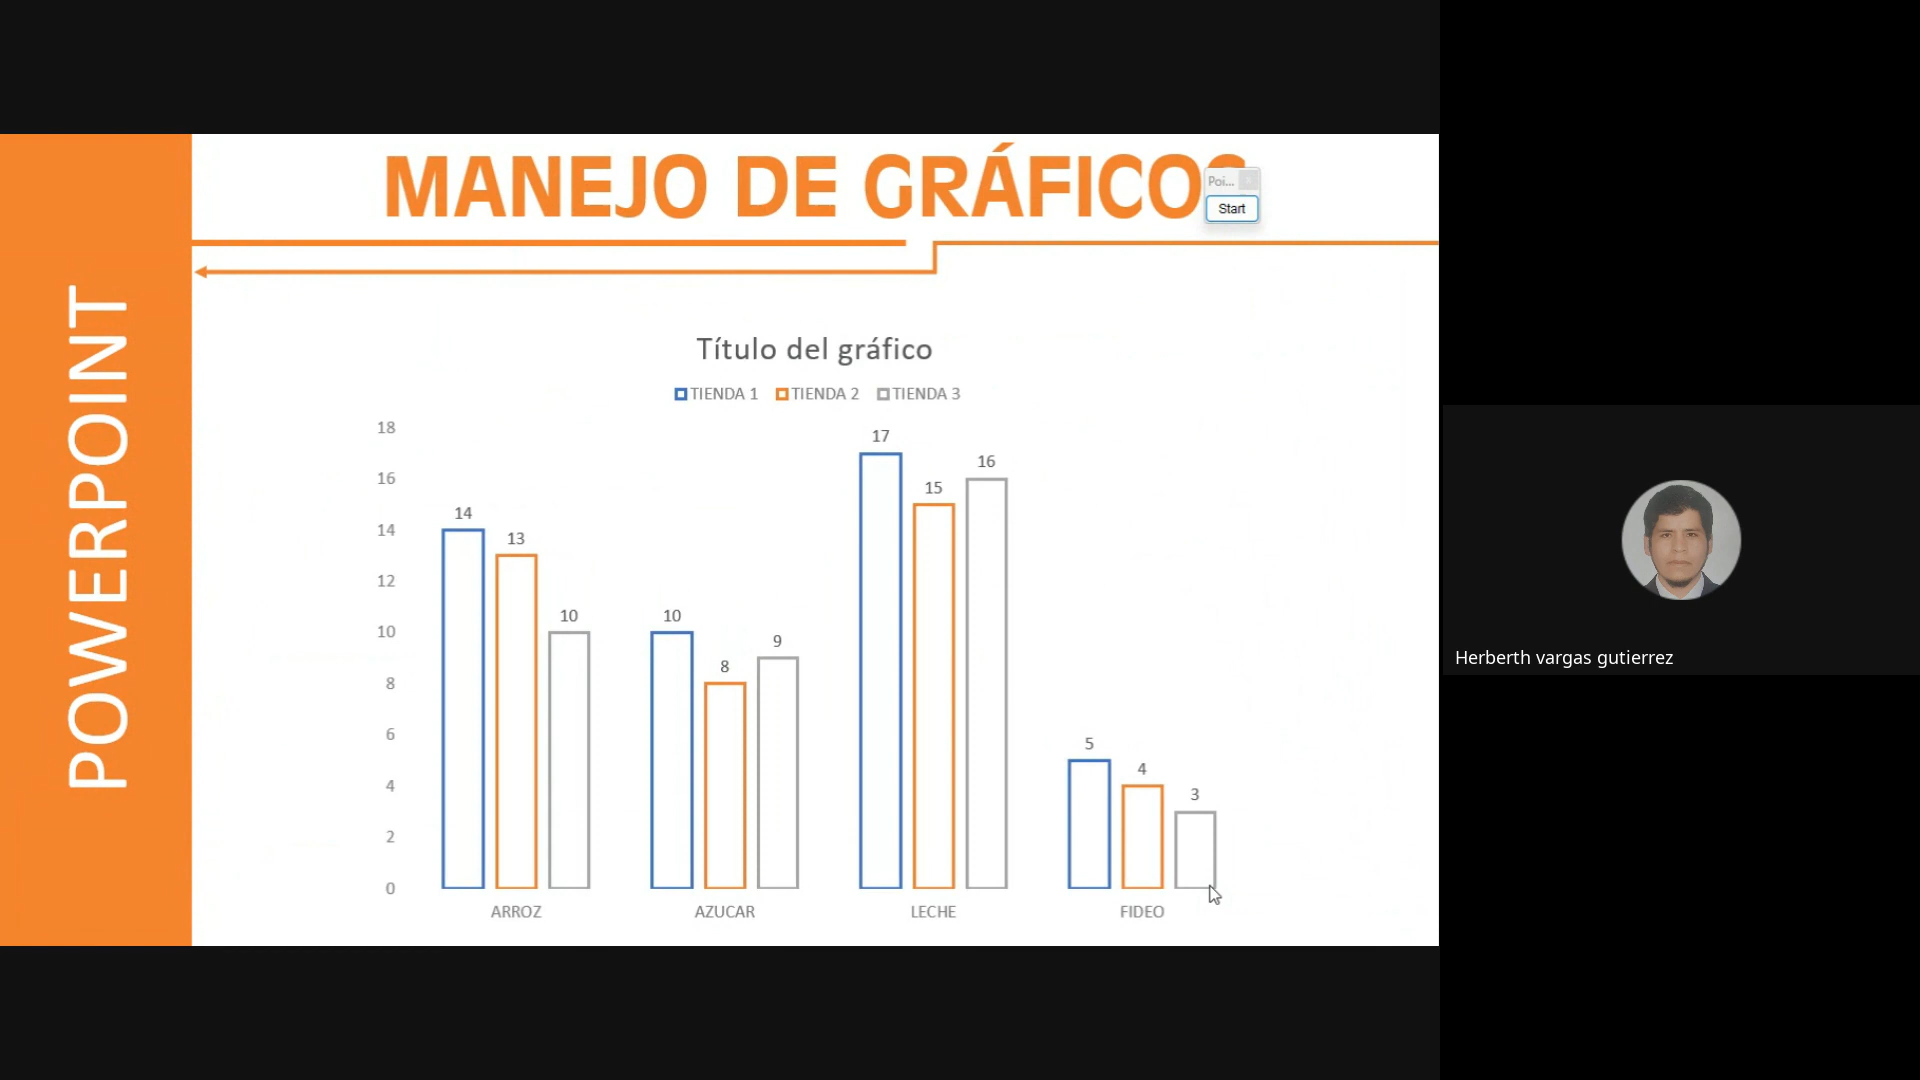 POWERPOINT
MANEJO DE GRÁFICOS
Poi...
Start
Título del gráfico
TIENDA 1 TIENDA 2 TIENDA 3
18
16
14
12
10
8
6
4
2
0
14 13 10
10 8 9
17 15 16
5 4 3
ARROZ AZUCAR LECHE FIDEO
Herberth vargas gutierrez